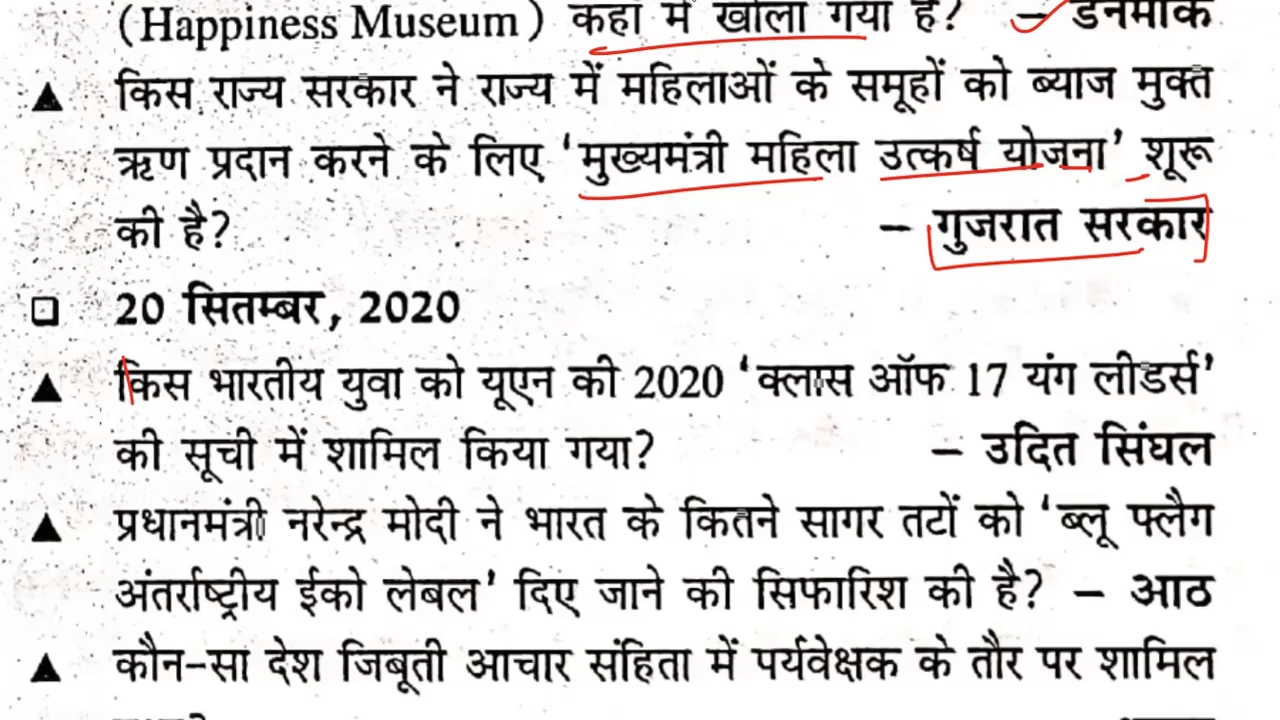 (Happiness Museum) कहाँ में खोला गया है? – डेनमार्क
▲ किस राज्य सरकार ने राज्य में महिलाओं के समूहों को ब्याज मुक्त
ऋण प्रदान करने के लिए ‘मुख्यमंत्री महिला उत्कर्ष योजना’ शूरू
की है? – गुजरात सरकार
❑ 20 सितम्बर, 2020
▲ किस भारतीय युवा को यूएन की 2020 ‘क्लास ऑफ 17 यंग लीडर्स’
की सूची में शामिल किया गया? – उदित सिंघल
▲ प्रधानमंत्री नरेन्द्र मोदी ने भारत के कितने सागर तटों को ‘ब्लू फ्लैग
अंतर्राष्ट्रीय ईको लेबल’ दिए जाने की सिफारिश की है? – आठ
▲ कौन-सा देश जिबूती आचार संहिता में पर्यवेक्षक के तौर पर शामिल